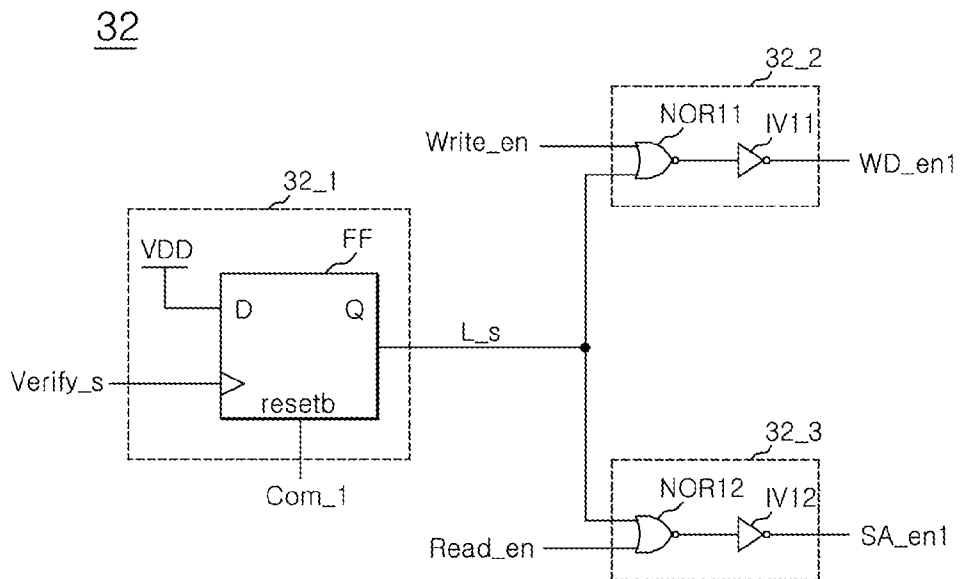 32
32_2
NOR11
IV11
Write_en
WD_en1
32_1
VDD
FF
D
Q
L_s
Verify_s
resetb
Com_1
32_3
NOR12
IV12
Read_en
SA_en1